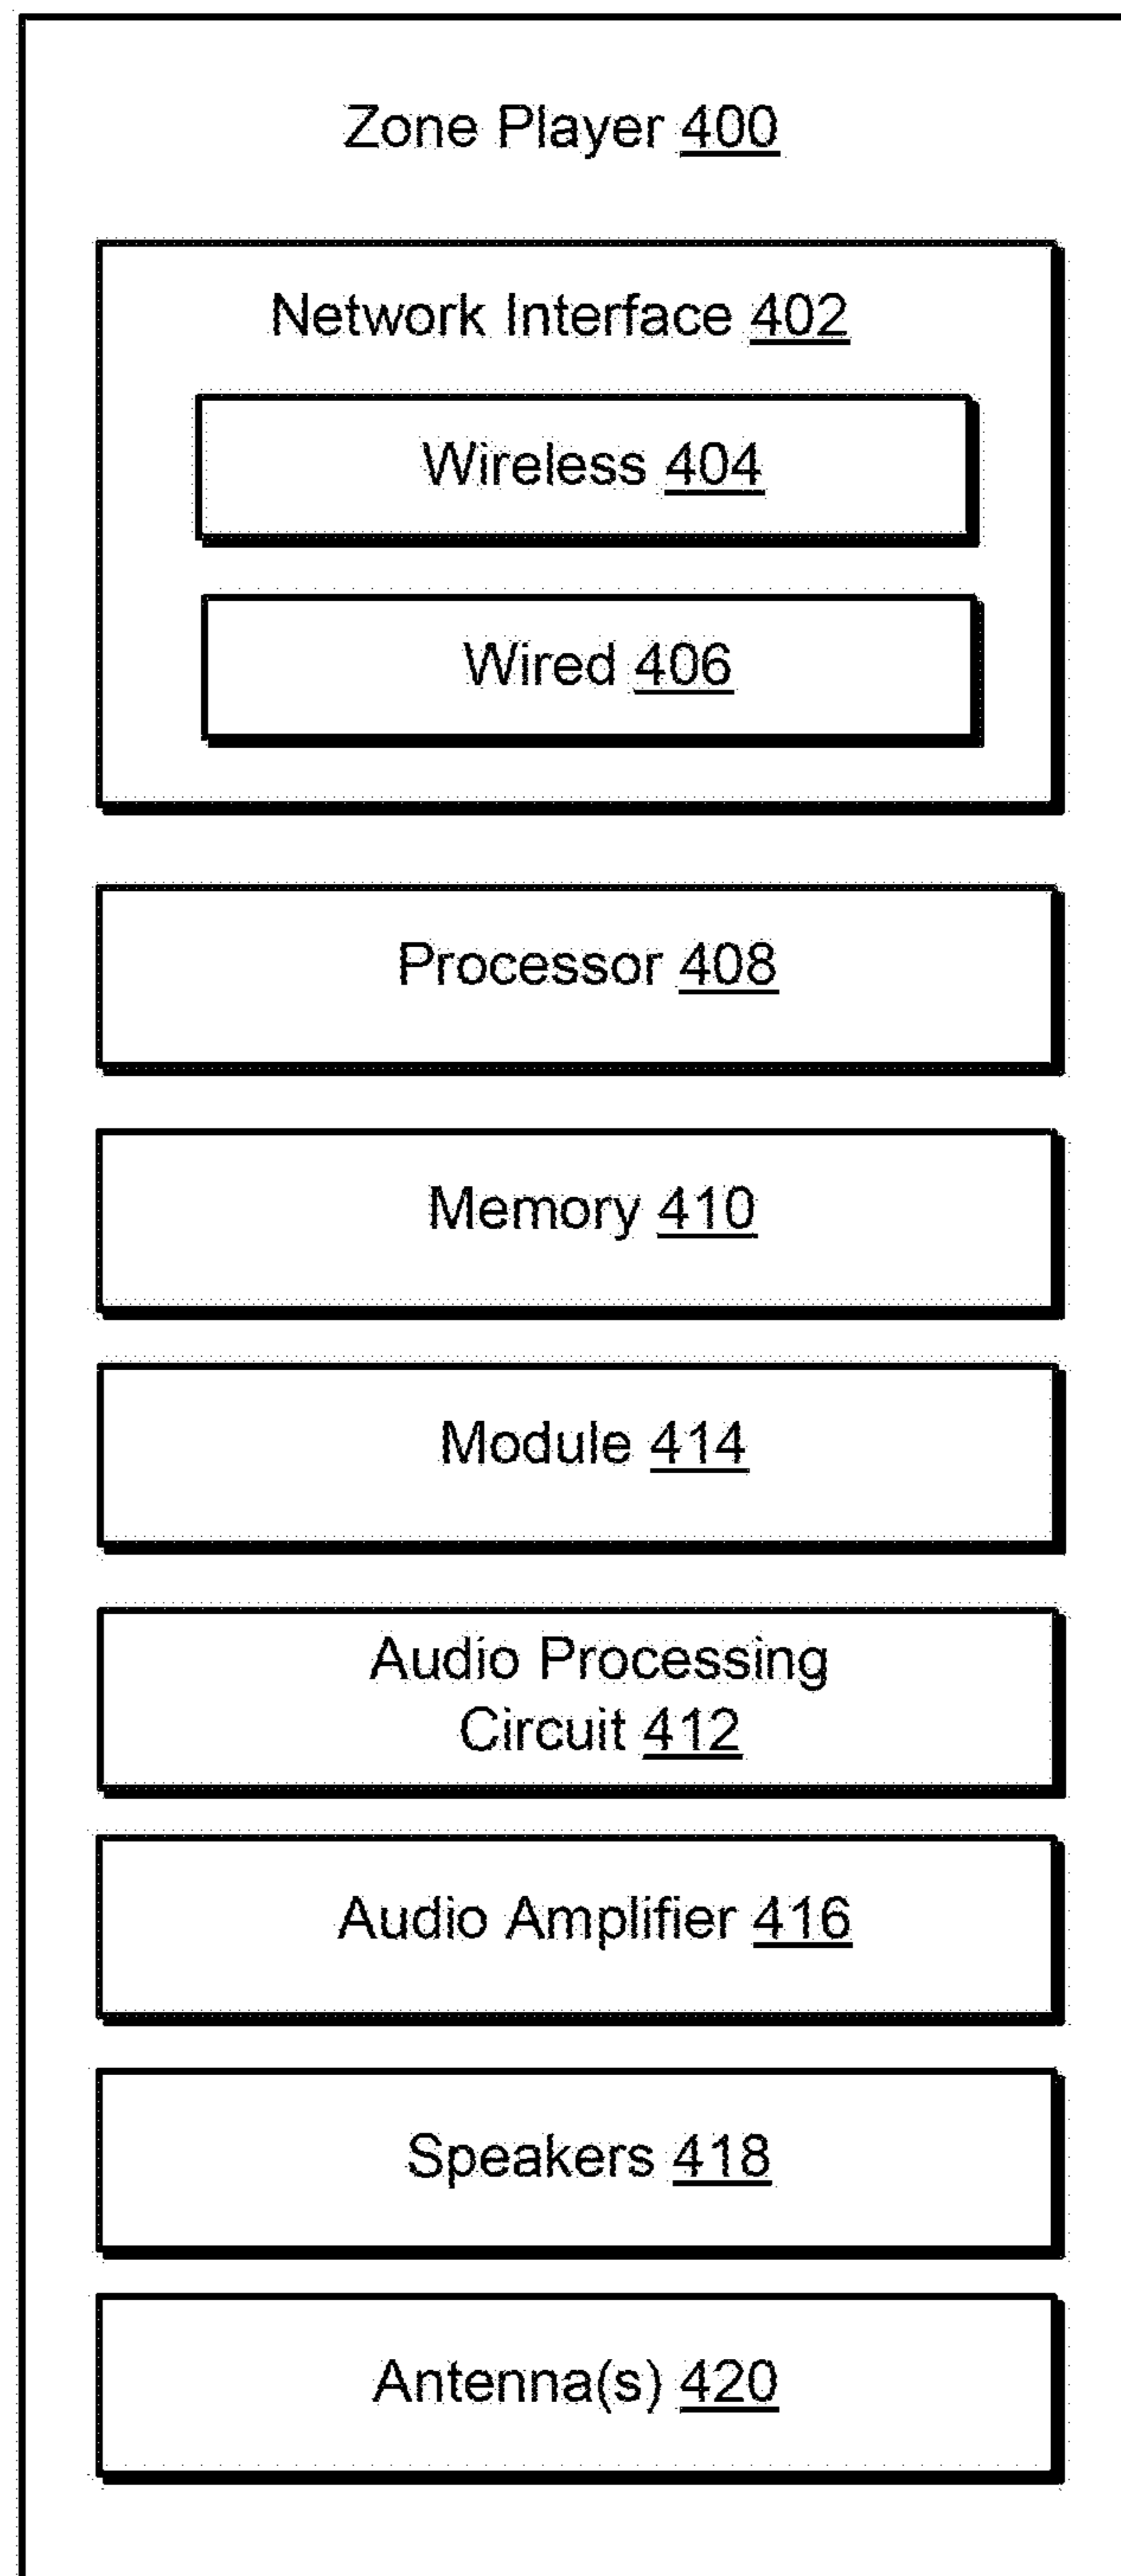 Zone Player 400
Network Interface 402
Wireless 404
Wired 406
Processor 408
Memory 410
Module 414
Audio Processing
Circuit 412
Audio Amplifier 416
Speakers 418
Antenna(s) 420